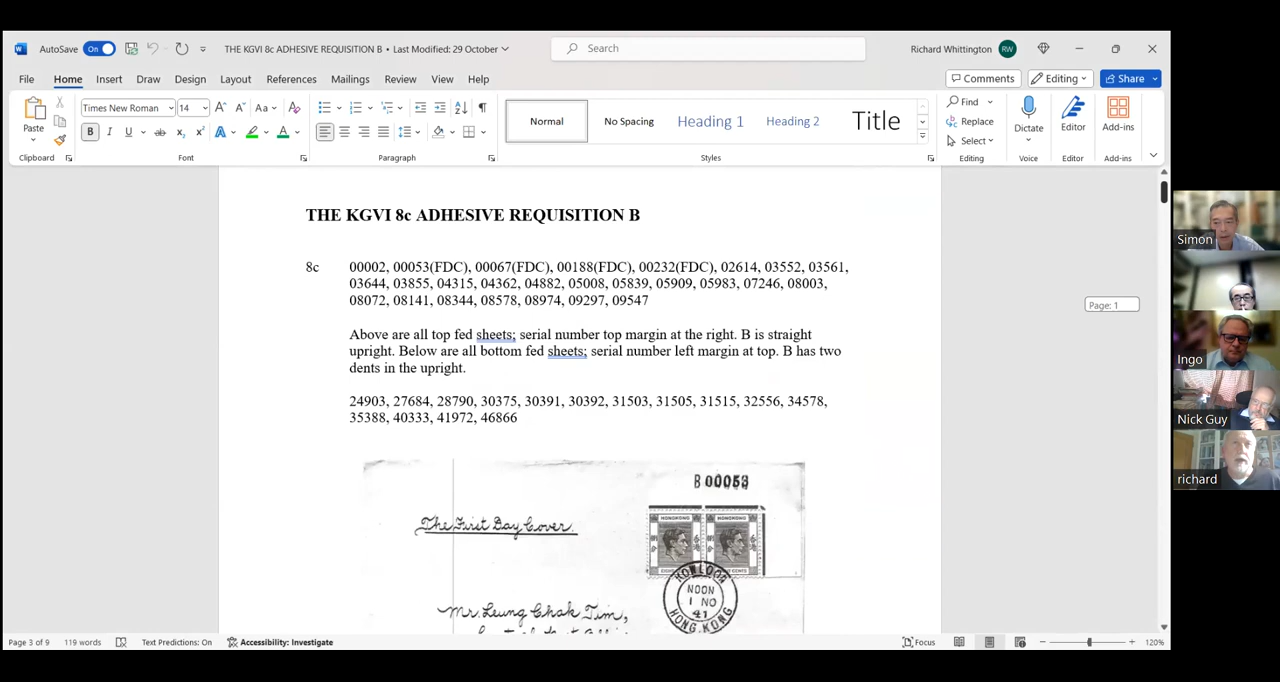 AutoSave On THE KGVI 8c ADHESIVE REQUISITION B • Last Modified: 29 October Search Richard Whittington RW
File Home Insert Draw Design Layout References Mailings Review View Help Comments Editing Share
Paste Times New Roman 14 Aa Normal No Spacing Heading 1 Heading 2 Title Find Replace Select Dictate Editor Add-ins
Clipboard Font Paragraph Styles Editing Voice Editor Add-ins
THE KGVI 8c ADHESIVE REQUISITION B
8c 00002, 00053(FDC), 00067(FDC), 00188(FDC), 00232(FDC), 02614, 03552, 03561,
03644, 03855, 04315, 04362, 04882, 05008, 05839, 05909, 05983, 07246, 08003,
08072, 08141, 08344, 08578, 08974, 09297, 09547
Page: 1
Above are all top fed sheets; serial number top margin at the right. B is straight
upright. Below are all bottom fed sheets; serial number left margin at top. B has two
dents in the upright.
24903, 27684, 28790, 30375, 30391, 30392, 31503, 31505, 31515, 32556, 34578,
35388, 40333, 41972, 46866
B 00053
The First Day Cover.
HONGKONG HONGKONG
KOWLOON
NOON
1 NO
41
HONG.KONG
Mr. Leung Chak Tim,
Simon
Ingo
Nick Guy
richard
Page 3 of 9 119 words Text Predictions: On Accessibility: Investigate Focus 120%